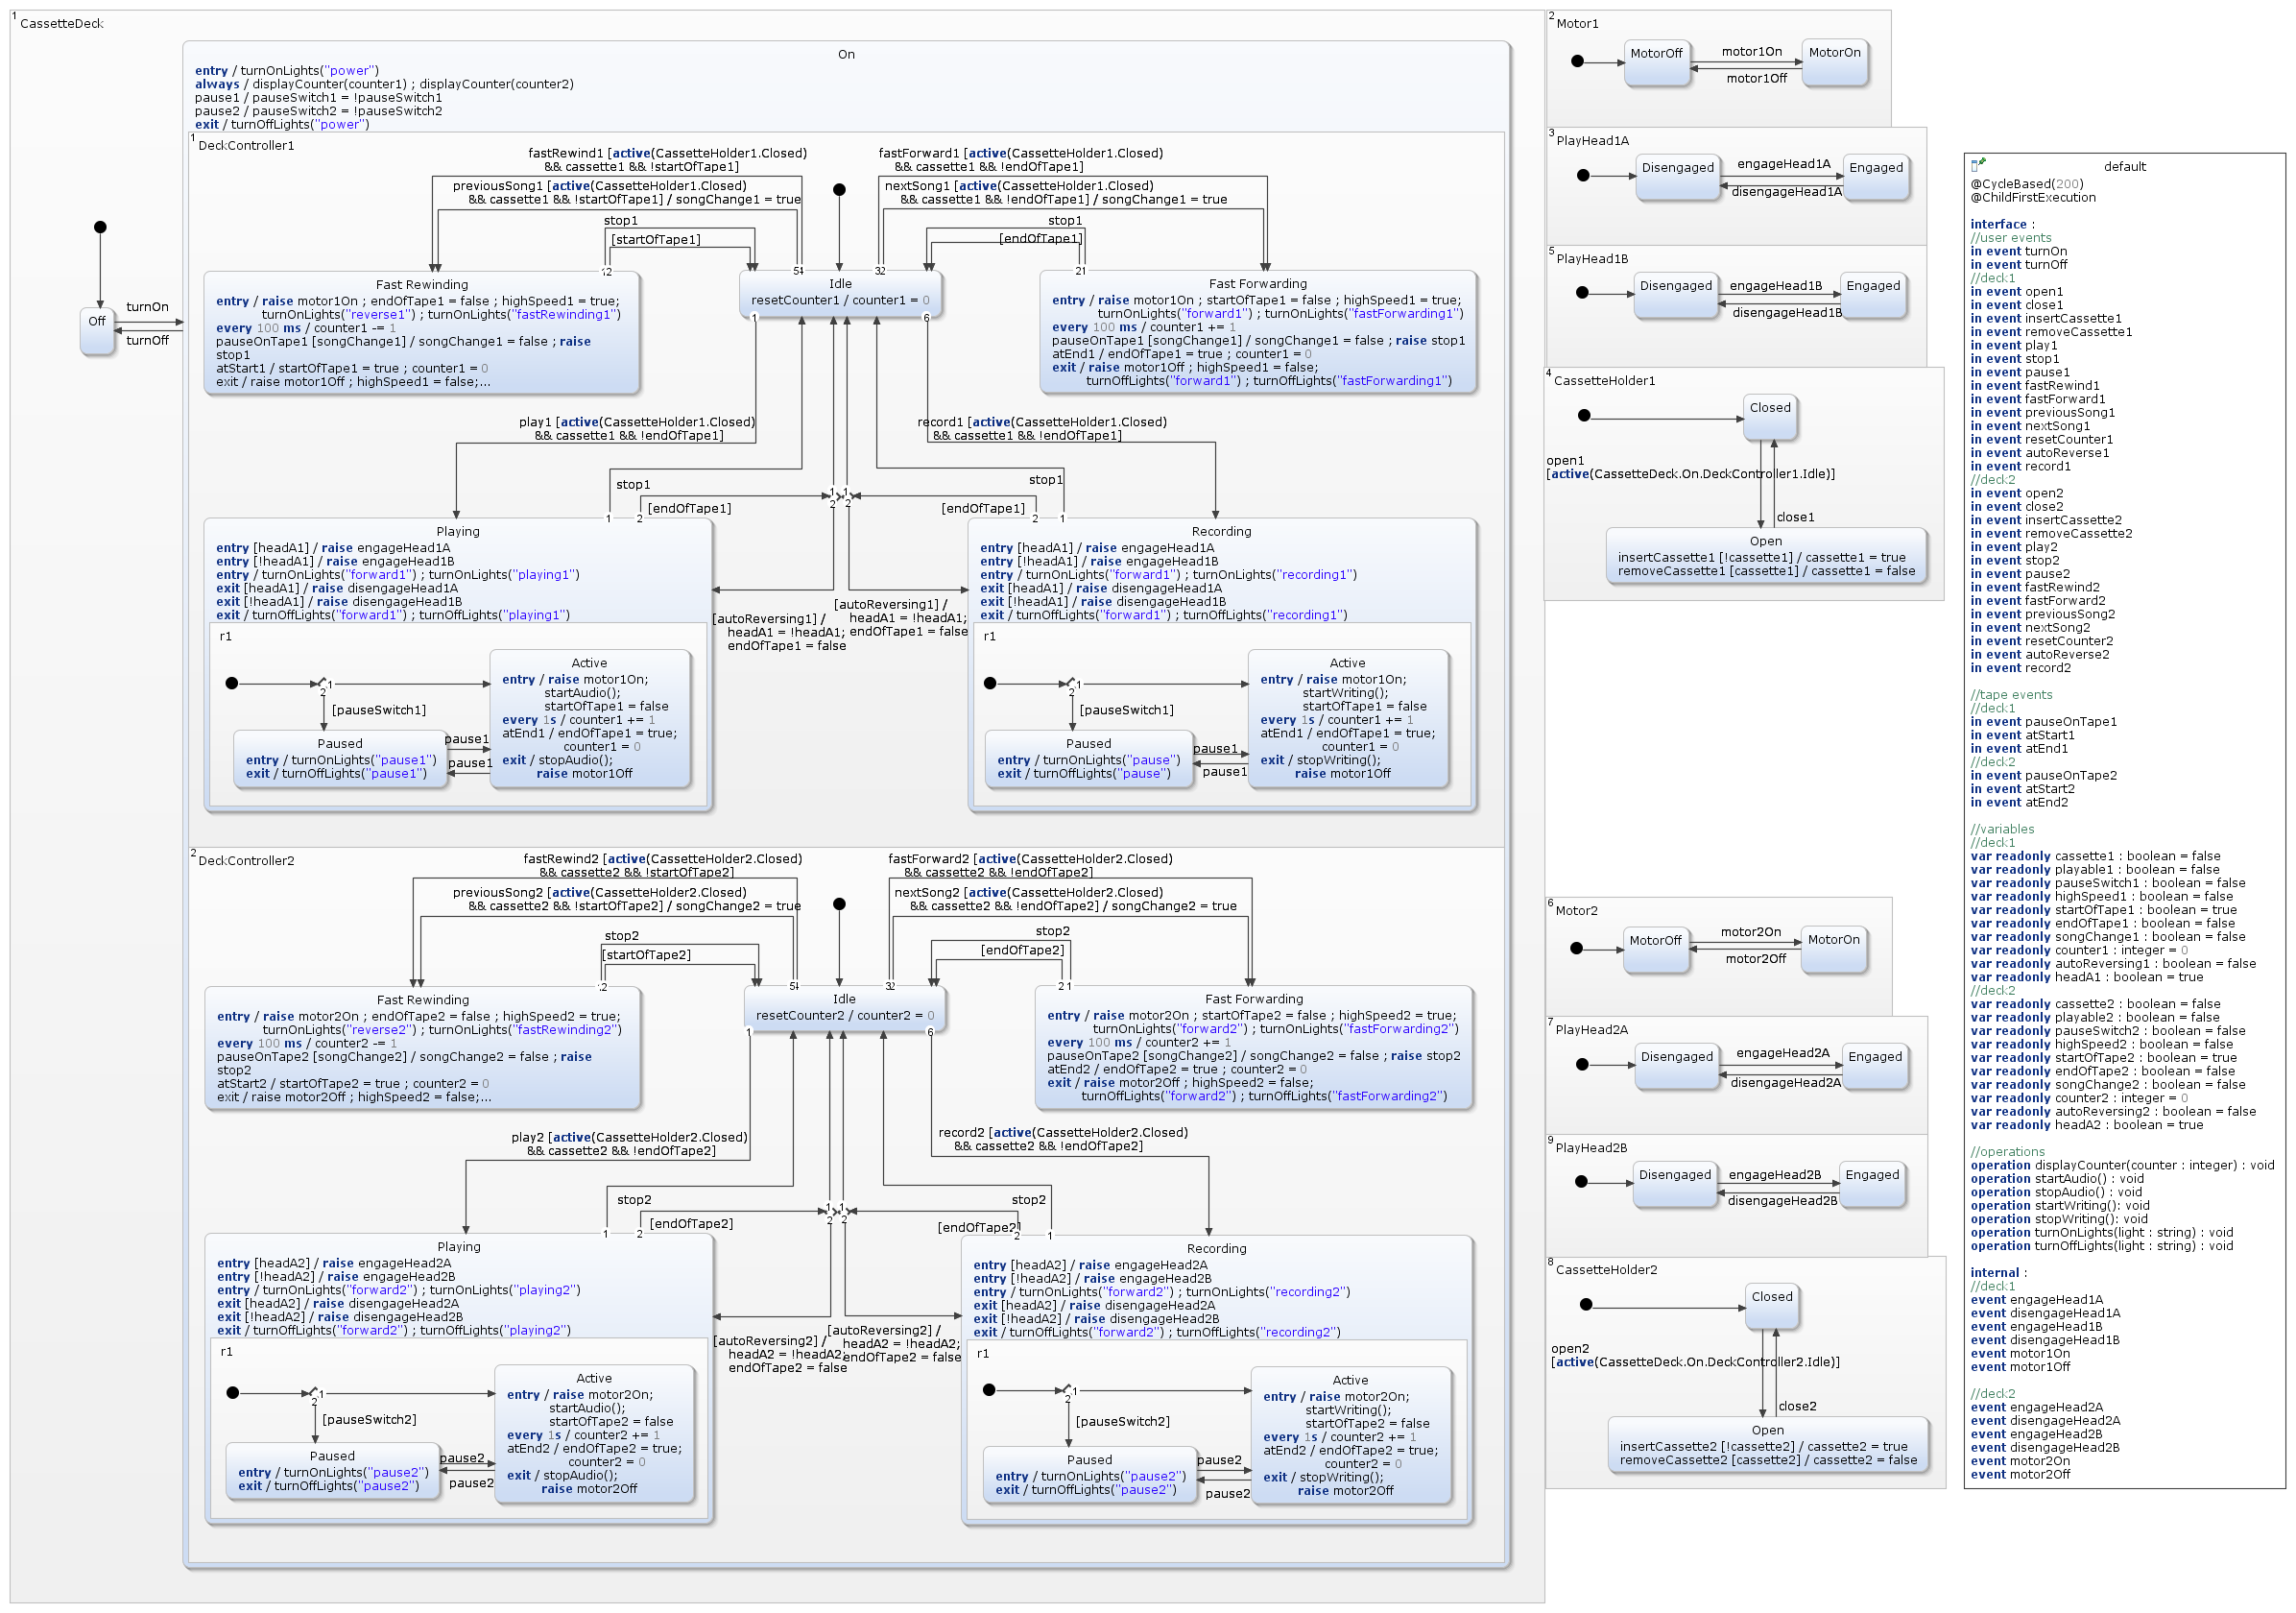 1
CassetteDeck
On
entry / turnOnLights("power")
always / displayCounter(counter1) ; displayCounter(counter2)
pause1 / pauseSwitch1 = !pauseSwitch1
pause2 / pauseSwitch2 = !pauseSwitch2
exit / turnOffLights("power")
Off
turnOn
turnOff
1
DeckController1
fastRewind1 [active(CassetteHolder1.Closed)
&& cassette1 && !startOfTape1]
previousSong1 [active(CassetteHolder1.Closed)
&& cassette1 && !startOfTape1] / songChange1 = true
stop1
[startOfTape1]
fastForward1 [active(CassetteHolder1.Closed)
&& cassette1 && !endOfTape1]
nextSong1 [active(CassetteHolder1.Closed)
&& cassette1 && !endOfTape1] / songChange1 = true
stop1
[endOfTape1]
12
54
32
21
Fast Rewinding
entry / raise motor1On ; endOfTape1 = false ; highSpeed1 = true;
turnOnLights("reverse1") ; turnOnLights("fastRewinding1")
every 100 ms / counter1 -= 1
pauseOnTape1 [songChange1] / songChange1 = false ; raise
stop1
atStart1 / startOfTape1 = true ; counter1 = 0
exit / raise motor1Off ; highSpeed1 = false;...
Idle
resetCounter1 / counter1 = 0
1
6
Fast Forwarding
entry / raise motor1On ; startOfTape1 = false ; highSpeed1 = true;
turnOnLights("forward1") ; turnOnLights("fastForwarding1")
every 100 ms / counter1 += 1
pauseOnTape1 [songChange1] / songChange1 = false ; raise stop1
atEnd1 / endOfTape1 = true ; counter1 = 0
exit / raise motor1Off ; highSpeed1 = false;
turnOffLights("forward1") ; turnOffLights("fastForwarding1")
play1 [active(CassetteHolder1.Closed)
&& cassette1 && !endOfTape1]
record1 [active(CassetteHolder1.Closed)
&& cassette1 && !endOfTape1]
stop1
[endOfTape1]
stop1
[endOfTape1]
1
2
1
2
1
2
2
1
Playing
entry [headA1] / raise engageHead1A
entry [!headA1] / raise engageHead1B
entry / turnOnLights("forward1") ; turnOnLights("playing1")
exit [headA1] / raise disengageHead1A
exit [!headA1] / raise disengageHead1B
exit / turnOffLights("forward1") ; turnOffLights("playing1")
r1
1
2
[pauseSwitch1]
Paused
entry / turnOnLights("pause1")
exit / turnOffLights("pause1")
pause1
pause1
Active
entry / raise motor1On;
startAudio();
startOfTape1 = false
every 1s / counter1 += 1
atEnd1 / endOfTape1 = true;
counter1 = 0
exit / stopAudio();
raise motor1Off
[autoReversing1] /
headA1 = !headA1;
endOfTape1 = false
[autoReversing1] /
headA1 = !headA1;
endOfTape1 = false
Recording
entry [headA1] / raise engageHead1A
entry [!headA1] / raise engageHead1B
entry / turnOnLights("forward1") ; turnOnLights("recording1")
exit [headA1] / raise disengageHead1A
exit [!headA1] / raise disengageHead1B
exit / turnOffLights("forward1") ; turnOffLights("recording1")
r1
1
2
[pauseSwitch1]
Paused
entry / turnOnLights("pause")
exit / turnOffLights("pause")
pause1
pause1
Active
entry / raise motor1On;
startWriting();
startOfTape1 = false
every 1s / counter1 += 1
atEnd1 / endOfTape1 = true;
counter1 = 0
exit / stopWriting();
raise motor1Off
2
DeckController2
fastRewind2 [active(CassetteHolder2.Closed)
&& cassette2 && !startOfTape2]
previousSong2 [active(CassetteHolder2.Closed)
&& cassette2 && !startOfTape2] / songChange2 = true
stop2
[startOfTape2]
fastForward2 [active(CassetteHolder2.Closed)
&& cassette2 && !endOfTape2]
nextSong2 [active(CassetteHolder2.Closed)
&& cassette2 && !endOfTape2] / songChange2 = true
stop2
[endOfTape2]
12
54
32
21
Fast Rewinding
entry / raise motor2On ; endOfTape2 = false ; highSpeed2 = true;
turnOnLights("reverse2") ; turnOnLights("fastRewinding2")
every 100 ms / counter2 -= 1
pauseOnTape2 [songChange2] / songChange2 = false ; raise
stop2
atStart2 / startOfTape2 = true ; counter2 = 0
exit / raise motor2Off ; highSpeed2 = false;...
Idle
resetCounter2 / counter2 = 0
1
6
Fast Forwarding
entry / raise motor2On ; startOfTape2 = false ; highSpeed2 = true;
turnOnLights("forward2") ; turnOnLights("fastForwarding2")
every 100 ms / counter2 += 1
pauseOnTape2 [songChange2] / songChange2 = false ; raise stop2
atEnd2 / endOfTape2 = true ; counter2 = 0
exit / raise motor2Off ; highSpeed2 = false;
turnOffLights("forward2") ; turnOffLights("fastForwarding2")
play2 [active(CassetteHolder2.Closed)
&& cassette2 && !endOfTape2]
record2 [active(CassetteHolder2.Closed)
&& cassette2 && !endOfTape2]
stop2
[endOfTape2]
stop2
[endOfTape2]
1
2
1
2
1
2
2
1
Playing
entry [headA2] / raise engageHead2A
entry [!headA2] / raise engageHead2B
entry / turnOnLights("forward2") ; turnOnLights("playing2")
exit [headA2] / raise disengageHead2A
exit [!headA2] / raise disengageHead2B
exit / turnOffLights("forward2") ; turnOffLights("playing2")
r1
1
2
[pauseSwitch2]
Paused
entry / turnOnLights("pause2")
exit / turnOffLights("pause2")
pause2
pause2
Active
entry / raise motor2On;
startAudio();
startOfTape2 = false
every 1s / counter2 += 1
atEnd2 / endOfTape2 = true;
counter2 = 0
exit / stopAudio();
raise motor2Off
[autoReversing2] /
headA2 = !headA2;
endOfTape2 = false
[autoReversing2] /
headA2 = !headA2;
endOfTape2 = false
Recording
entry [headA2] / raise engageHead2A
entry [!headA2] / raise engageHead2B
entry / turnOnLights("forward2") ; turnOnLights("recording2")
exit [headA2] / raise disengageHead2A
exit [!headA2] / raise disengageHead2B
exit / turnOffLights("forward2") ; turnOffLights("recording2")
r1
1
2
[pauseSwitch2]
Paused
entry / turnOnLights("pause2")
exit / turnOffLights("pause2")
pause2
pause2
Active
entry / raise motor2On;
startWriting();
startOfTape2 = false
every 1s / counter2 += 1
atEnd2 / endOfTape2 = true;
counter2 = 0
exit / stopWriting();
raise motor2Off
2
Motor1
MotorOff
motor1On
motor1Off
MotorOn
3
PlayHead1A
Disengaged
engageHead1A
disengageHead1A
Engaged
5
PlayHead1B
Disengaged
engageHead1B
disengageHead1B
Engaged
4
CassetteHolder1
Closed
open1
[active(CassetteDeck.On.DeckController1.Idle)]
close1
Open
insertCassette1 [!cassette1] / cassette1 = true
removeCassette1 [cassette1] / cassette1 = false
6
Motor2
MotorOff
motor2On
motor2Off
MotorOn
7
PlayHead2A
Disengaged
engageHead2A
disengageHead2A
Engaged
9
PlayHead2B
Disengaged
engageHead2B
disengageHead2B
Engaged
8
CassetteHolder2
Closed
open2
[active(CassetteDeck.On.DeckController2.Idle)]
close2
Open
insertCassette2 [!cassette2] / cassette2 = true
removeCassette2 [cassette2] / cassette2 = false
default
@CycleBased(200)
@ChildFirstExecution
interface :
//user events
in event turnOn
in event turnOff
//deck1
in event open1
in event close1
in event insertCassette1
in event removeCassette1
in event play1
in event stop1
in event pause1
in event fastRewind1
in event fastForward1
in event previousSong1
in event nextSong1
in event resetCounter1
in event autoReverse1
in event record1
//deck2
in event open2
in event close2
in event insertCassette2
in event removeCassette2
in event play2
in event stop2
in event pause2
in event fastRewind2
in event fastForward2
in event previousSong2
in event nextSong2
in event resetCounter2
in event autoReverse2
in event record2
//tape events
//deck1
in event pauseOnTape1
in event atStart1
in event atEnd1
//deck2
in event pauseOnTape2
in event atStart2
in event atEnd2
//variables
//deck1
var readonly cassette1 : boolean = false
var readonly playable1 : boolean = false
var readonly pauseSwitch1 : boolean = false
var readonly highSpeed1 : boolean = false
var readonly startOfTape1 : boolean = true
var readonly endOfTape1 : boolean = false
var readonly songChange1 : boolean = false
var readonly counter1 : integer = 0
var readonly autoReversing1 : boolean = false
var readonly headA1 : boolean = true
//deck2
var readonly cassette2 : boolean = false
var readonly playable2 : boolean = false
var readonly pauseSwitch2 : boolean = false
var readonly highSpeed2 : boolean = false
var readonly startOfTape2 : boolean = true
var readonly endOfTape2 : boolean = false
var readonly songChange2 : boolean = false
var readonly counter2 : integer = 0
var readonly autoReversing2 : boolean = false
var readonly headA2 : boolean = true
//operations
operation displayCounter(counter : integer) : void
operation startAudio() : void
operation stopAudio() : void
operation startWriting(): void
operation stopWriting(): void
operation turnOnLights(light : string) : void
operation turnOffLights(light : string) : void
internal :
//deck1
event engageHead1A
event disengageHead1A
event engageHead1B
event disengageHead1B
event motor1On
event motor1Off
//deck2
event engageHead2A
event disengageHead2A
event engageHead2B
event disengageHead2B
event motor2On
event motor2Off